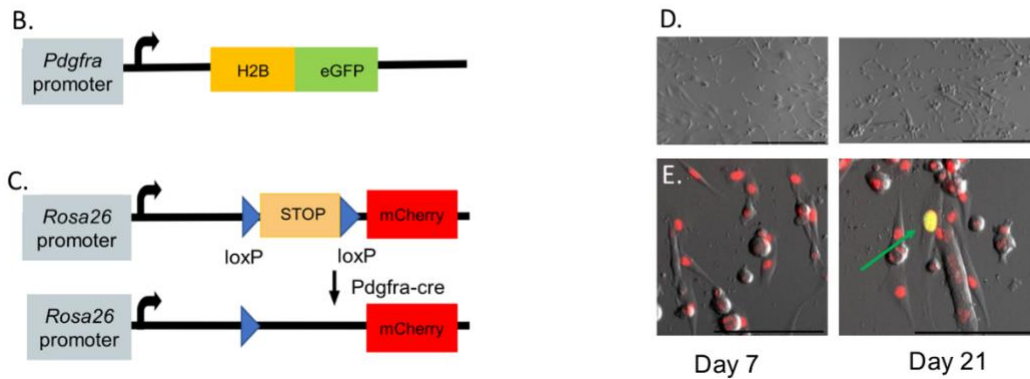 B.
Pdgfra
promoter
H2B
eGFP
C.
Rosa26
promoter
STOP
mCherry
loxP
loxP
Pdgfra-cre
Rosa26
promoter
mCherry
D.
E.
Day 7
Day 21